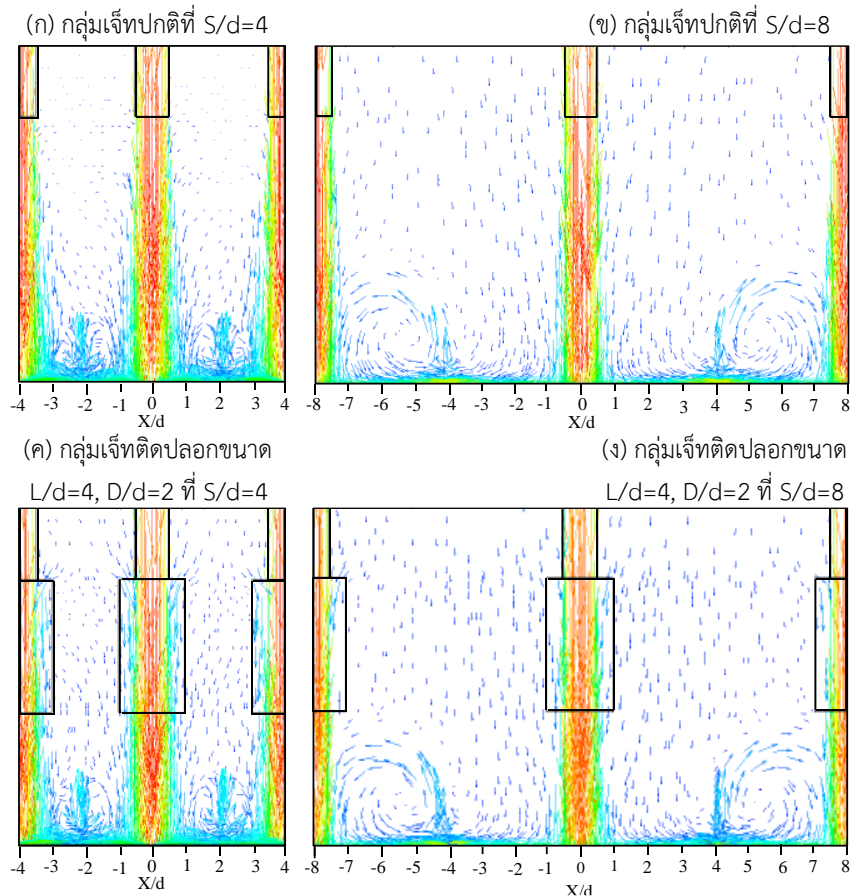 (ก) กลุ่มเจ็ทปกติที่ S/d=4
(ข) กลุ่มเจ็ทปกติที่ S/d=8
-4 -3 -2 -1 0 1 2 3 4
X/d
-8 -7 -6 -5 -4 -3 -2 -1 0 1 2 3 4 5 6 7 8
X/d
(ค) กลุ่มเจ็ทติดปลอกขนาด
L/d=4, D/d=2 ที่ S/d=4
(ง) กลุ่มเจ็ทติดปลอกขนาด
L/d=4, D/d=2 ที่ S/d=8
-4 -3 -2 -1 0 1 2 3 4
X/d
-8 -7 -6 -5 -4 -3 -2 -1 0 1 2 3 4 5 6 7 8
X/d